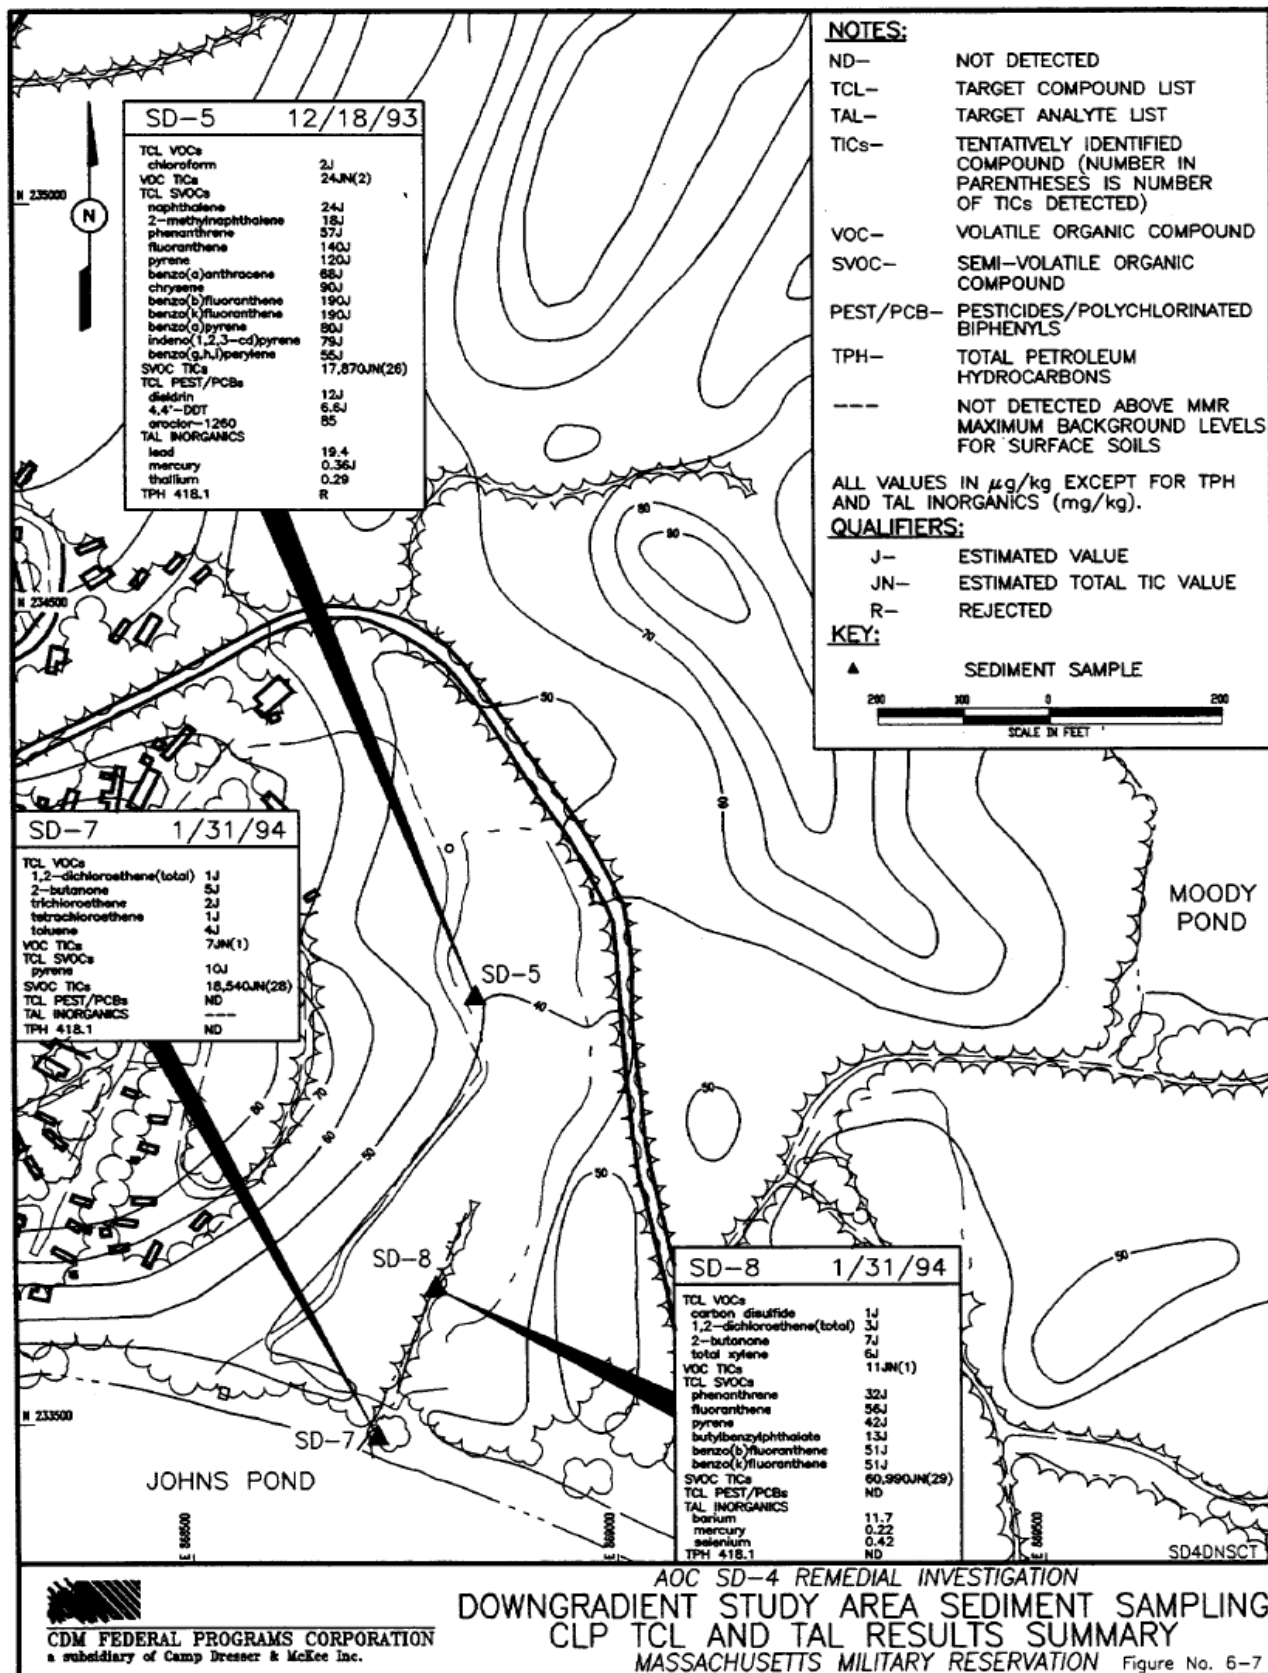 NOTES:
ND— NOT DETECTED
TCL— TARGET COMPOUND LIST
TAL— TARGET ANALYTE LIST
TICs— TENTATIVELY IDENTIFIED
COMPOUND (NUMBER IN
PARENTHESES IS NUMBER
OF TICs DETECTED)
VOC— VOLATILE ORGANIC COMPOUND
SVOC— SEMI—VOLATILE ORGANIC
COMPOUND
PEST/PCB— PESTICIDES/POLYCHLORINATED
BIPHENYLS
TPH— TOTAL PETROLEUM
HYDROCARBONS
——— NOT DETECTED ABOVE MMR
MAXIMUM BACKGROUND LEVELS
FOR SURFACE SOILS
ALL VALUES IN μg/kg EXCEPT FOR TPH
AND TAL INORGANICS (mg/kg).
QUALIFIERS:
J— ESTIMATED VALUE
JN— ESTIMATED TOTAL TIC VALUE
R— REJECTED
KEY:
SEDIMENT SAMPLE
200 100 0 200
SCALE IN FEET
SD—5 12/18/93
TCL VOCs
chloroform 2J
VOC TICs 24JN(2)
TCL SVOCs
naphthalene 24J
2—methylnaphthalene 18J
phenanthrene 57J
fluoranthene 140J
pyrene 120J
benzo(a)anthracene 68J
chrysene 90J
benzo(b)fluoranthene 190J
benzo(k)fluoranthene 190J
benzo(a)pyrene 80J
indeno(1,2,3—cd)pyrene 79J
benzo(g,h,i)perylene 55J
SVOC TICs 17,870JN(26)
TCL PEST/PCBs
dieldrin 12J
4,4'—DDT 6.6J
aroclor—1260 85
TAL INORGANICS
lead 19.4
mercury 0.36J
thallium 0.29
TPH 418.1 R
N 235000
N
N 234500
80
90
70
50
60
SD—7 1/31/94
TCL VOCs
1,2—dichloroethene(total) 1J
2—butanone 5J
trichloroethene 2J
tetrachloroethene 1J
toluene 4J
VOC TICs 7JN(1)
TCL SVOCs
pyrene 10J
SVOC TICs 18,540JN(28)
TCL PEST/PCBs ND
TAL INORGANICS ———
TPH 418.1 ND
MOODY
POND
SD—5
40
50
80
70
60
50
50
50
SD—8
SD—8 1/31/94
TCL VOCs
carbon disulfide 1J
1,2—dichloroethene(total) 3J
2—butanone 7J
total xylene 6J
VOC TICs 11JN(1)
TCL SVOCs
phenanthrene 32J
fluoranthene 56J
pyrene 42J
butylbenzylphthalate 13J
benzo(b)fluoranthene 51J
benzo(k)fluoranthene 51J
SVOC TICs 60,990JN(29)
TCL PEST/PCBs ND
TAL INORGANICS
barium 11.7
mercury 0.22
selenium 0.42
TPH 418.1 ND
N 233500
SD—7
JOHNS POND
E 868500
E 869000
E 869500
SD4DNSCT
CDM FEDERAL PROGRAMS CORPORATION
a subsidiary of Camp Dresser & McKee Inc.
AOC SD—4 REMEDIAL INVESTIGATION
DOWNGRADIENT STUDY AREA SEDIMENT SAMPLING
CLP TCL AND TAL RESULTS SUMMARY
MASSACHUSETTS MILITARY RESERVATION Figure No. 6—7